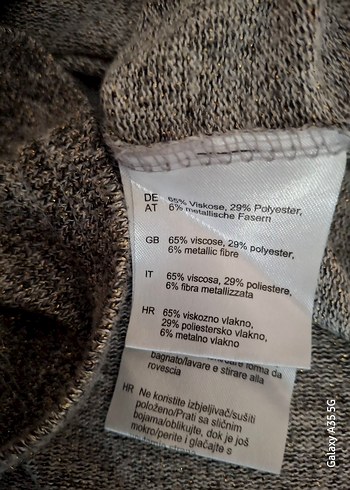 DE 65% Viskose, 29% Polyester,
AT 6% metallische Fasern
GB 65% viscose, 29% polyester,
6% metallic fibre
IT 65% viscosa, 29% poliestere,
6% fibra metallizzata
HR 65% viskozno vlakno,
29% poliestersko vlakno,
6% metalno vlakno
forma da
bagnato/lavare e stirare alla
rovescia
HR Ne koristite izbjeljivač/sušiti
položeno/Prati sa sličnim
bojama/oblikujte, dok je još
mokro/perite i glačajte s
Galaxy A35 5G